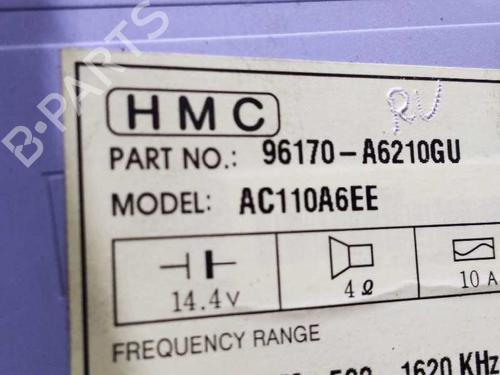 B-PARTS
HMC
RU
PART NO.: 96170-A6210GU
MODEL: AC110A6EE
14.4V
4Ω
10 A
FREQUENCY RANGE
1620 KHz